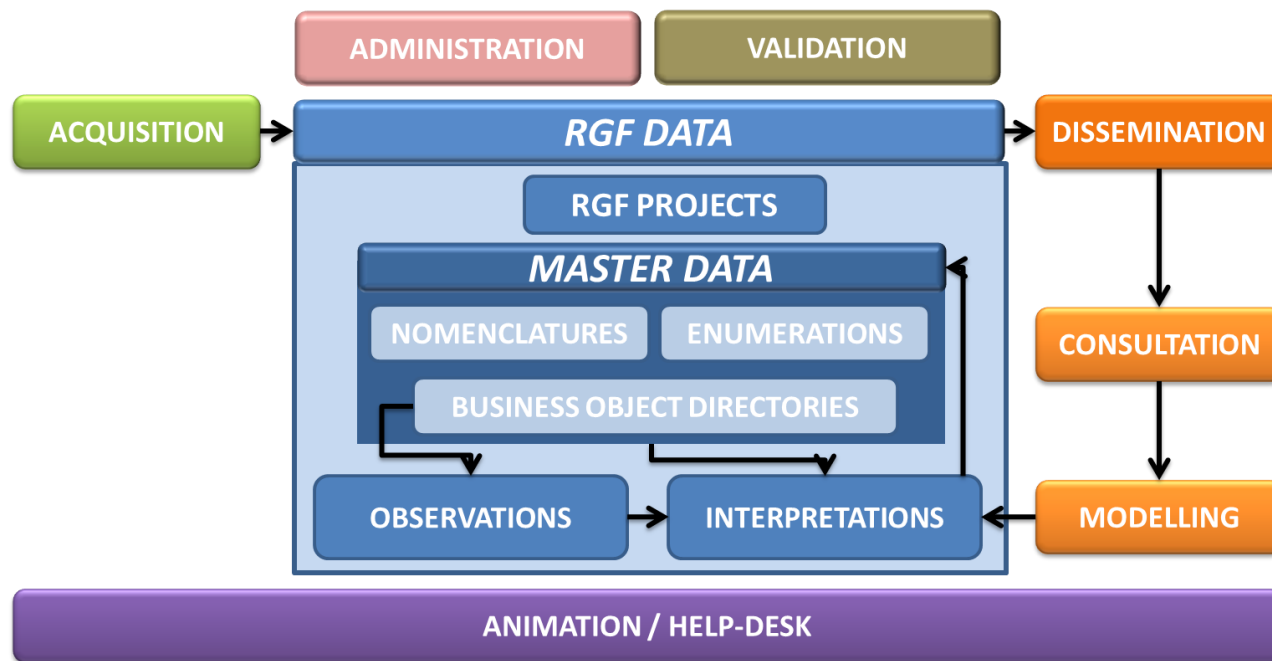 ADMINISTRATION
VALIDATION
ACQUISITION
RGF DATA
DISSEMINATION
RGF PROJECTS
MASTER DATA
NOMENCLATURES
ENUMERATIONS
CONSULTATION
BUSINESS OBJECT DIRECTORIES
OBSERVATIONS
INTERPRETATIONS
MODELLING
ANIMATION / HELP-DESK